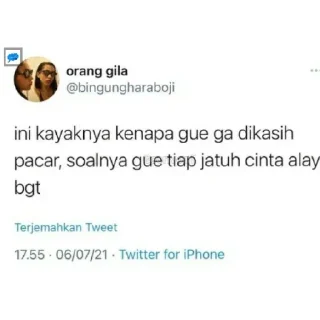 orang gila
@bingungharaboji
ini kayaknya kenapa gue ga dikasih
pacar, soalnya gue tiap jatuh cinta alay
bgt
Terjemahkan Tweet
17.55 · 06/07/21 · Twitter for iPhone